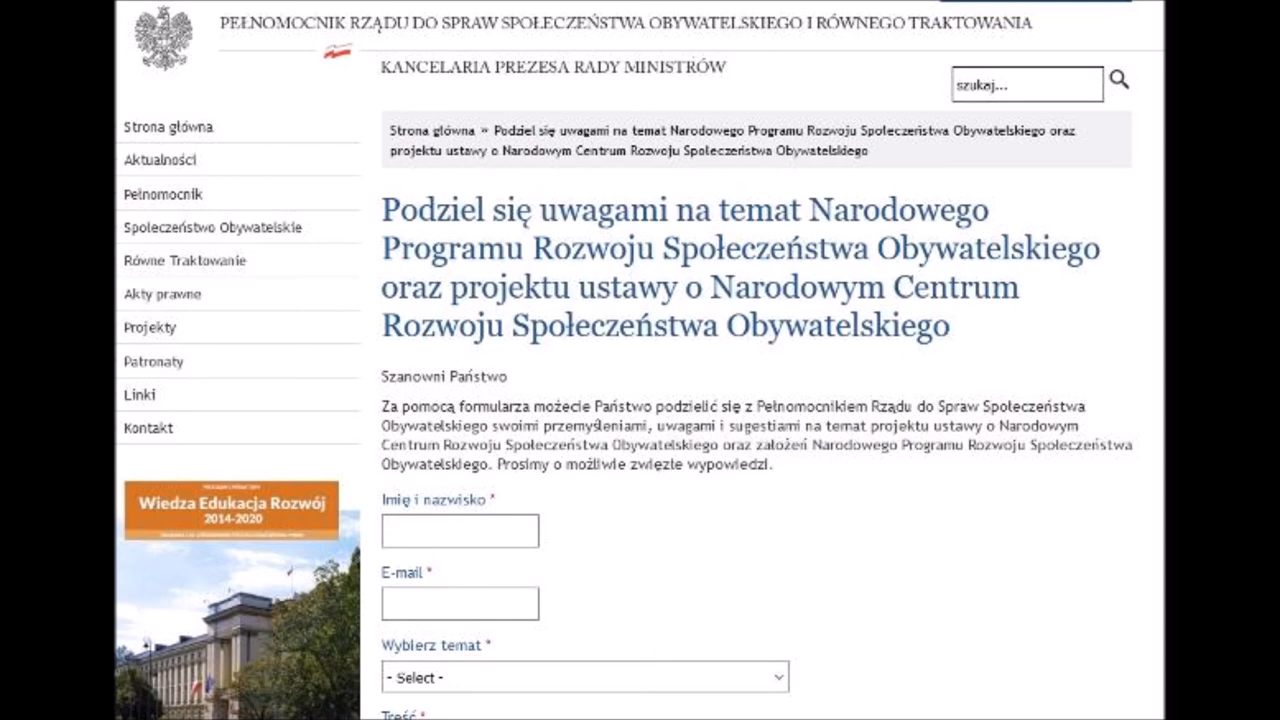 PEŁNOMOCNIK RZĄDU DO SPRAW SPOŁECZEŃSTWA OBYWATELSKIEGO I RÓWNEGO TRAKTOWANIA
KANCELARIA PREZESA RADY MINISTRÓW
szukaj...
Strona główna
Aktualności
Pełnomocnik
Społeczeństwo Obywatelskie
Równe Traktowanie
Akty prawne
Projekty
Patronaty
Linki
Kontakt
Wiedza Edukacja Rozwój
2014-2020
Strona główna » Podziel się uwagami na temat Narodowego Programu Rozwoju Społeczeństwa Obywatelskiego oraz
projektu ustawy o Narodowym Centrum Rozwoju Społeczeństwa Obywatelskiego
Podziel się uwagami na temat Narodowego
Programu Rozwoju Społeczeństwa Obywatelskiego
oraz projektu ustawy o Narodowym Centrum
Rozwoju Społeczeństwa Obywatelskiego
Szanowni Państwo
Za pomocą formularza możecie Państwo podzielić się z Pełnomocnikiem Rządu do Spraw Społeczeństwa
Obywatelskiego swoimi przemyśleniami, uwagami i sugestiami na temat projektu ustawy o Narodowym
Centrum Rozwoju Społeczeństwa Obywatelskiego oraz założeń Narodowego Programu Rozwoju Społeczeństwa
Obywatelskiego. Prosimy o możliwie zwięzłe wypowiedzi.
Imię i nazwisko *
E-mail *
Wybierz temat *
- Select -
Treść *